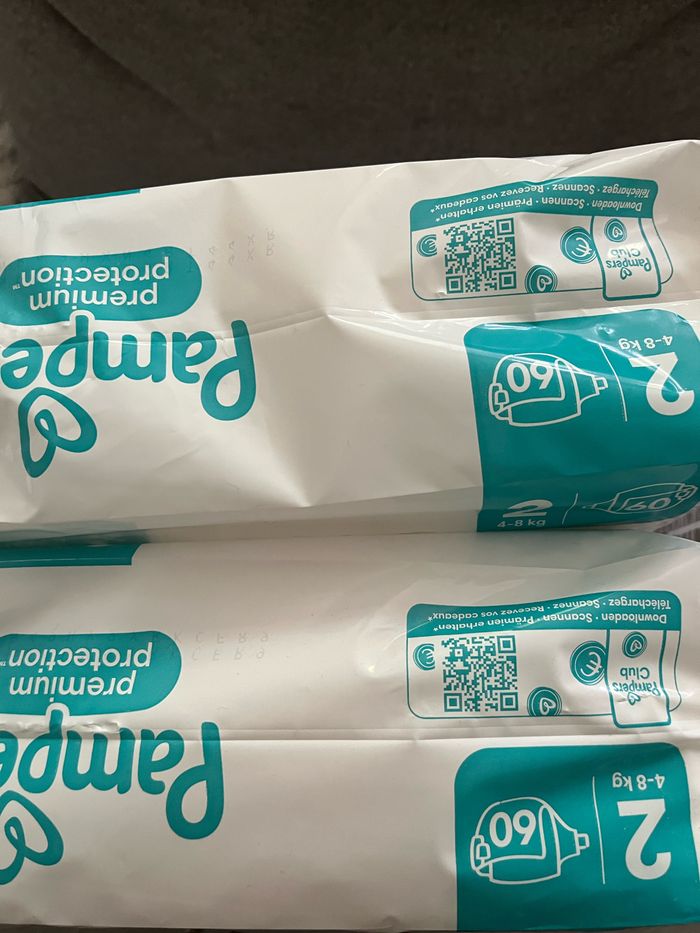 Téléchargez · Scannez · Recevez vos cadeaux*
Downloaden · Scannen · Prämien erhalten*
Pampers
Club
€
€
premium
protection™
Pampe
2
4-8 kg
60
2
4-8 kg
60
Téléchargez · Scannez · Recevez vos cadeaux*
Downloaden · Scannen · Prämien erhalten*
Pampers
Club
€
€
premium
protection™
Pampe
2
4-8 kg
60